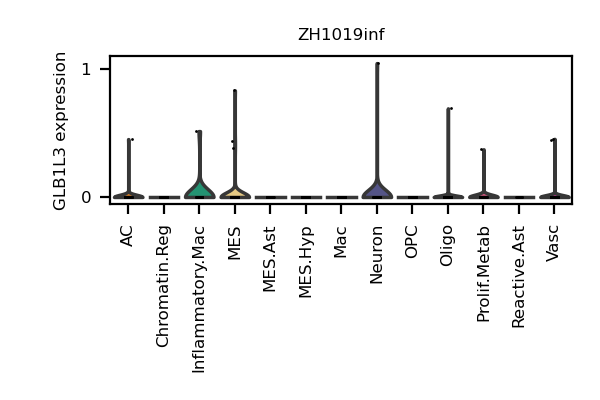 ZH1019inf
GLB1L3 expression
1
0
AC
Chromatin.Reg
Inflammatory.Mac
MES
MES.Ast
MES.Hyp
Mac
Neuron
OPC
Oligo
Prolif.Metab
Reactive.Ast
Vasc